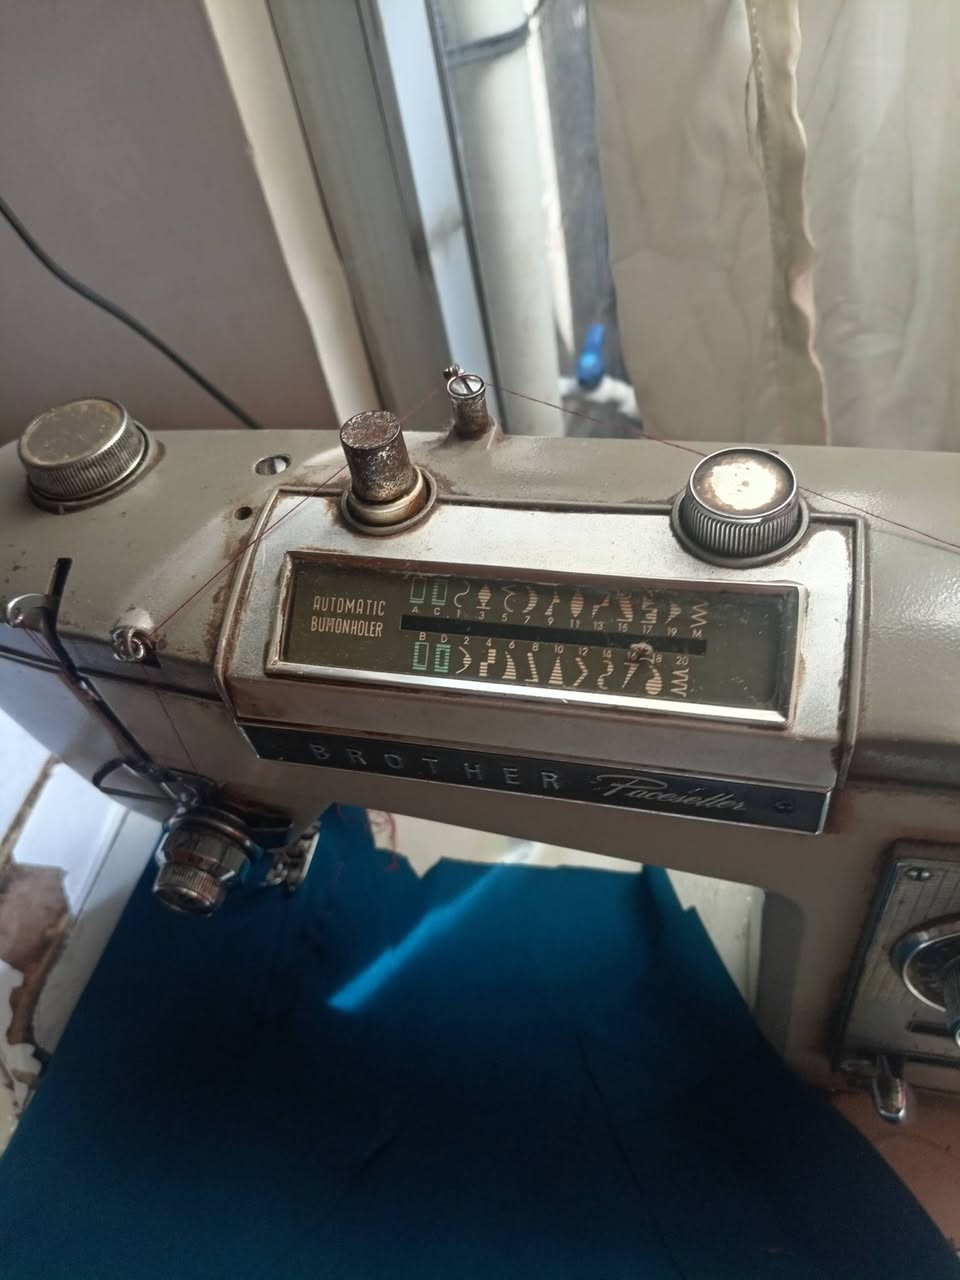 AUTOMATIC
BUTTONHOLER
A C 1 3 5 7 9 11 13 15 17 19 M
B D 2 4 6 8 10 12 14 16 18 20
BROTHER Pacesetter